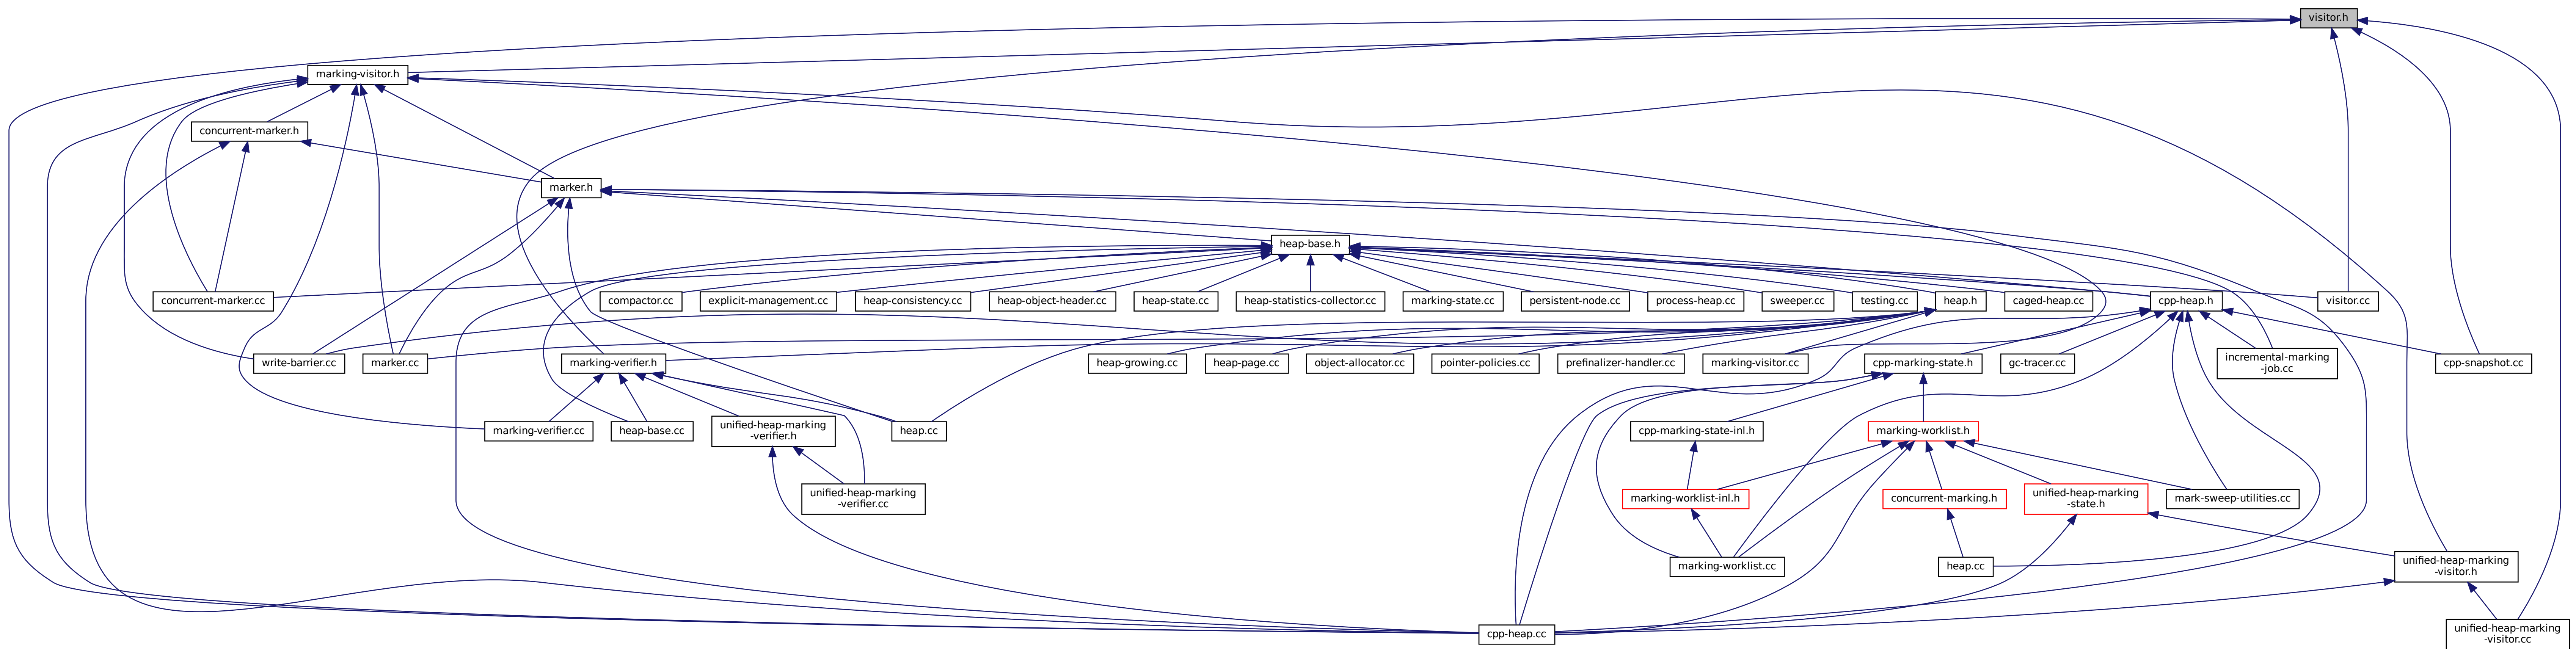 visitor.h
marking-visitor.h
concurrent-marker.h
marker.h
heap-base.h
concurrent-marker.cc
compactor.cc
explicit-management.cc
heap-consistency.cc
heap-object-header.cc
heap-state.cc
heap-statistics-collector.cc
marking-state.cc
persistent-node.cc
process-heap.cc
sweeper.cc
testing.cc
heap.h
caged-heap.cc
cpp-heap.h
visitor.cc
write-barrier.cc
marker.cc
marking-verifier.h
heap-growing.cc
heap-page.cc
object-allocator.cc
pointer-policies.cc
prefinalizer-handler.cc
marking-visitor.cc
cpp-marking-state.h
gc-tracer.cc
incremental-marking
-job.cc
cpp-snapshot.cc
marking-verifier.cc
heap-base.cc
unified-heap-marking
-verifier.h
heap.cc
cpp-marking-state-inl.h
marking-worklist.h
unified-heap-marking
-verifier.cc
marking-worklist-inl.h
concurrent-marking.h
unified-heap-marking
-state.h
mark-sweep-utilities.cc
marking-worklist.cc
heap.cc
unified-heap-marking
-visitor.h
cpp-heap.cc
unified-heap-marking
-visitor.cc